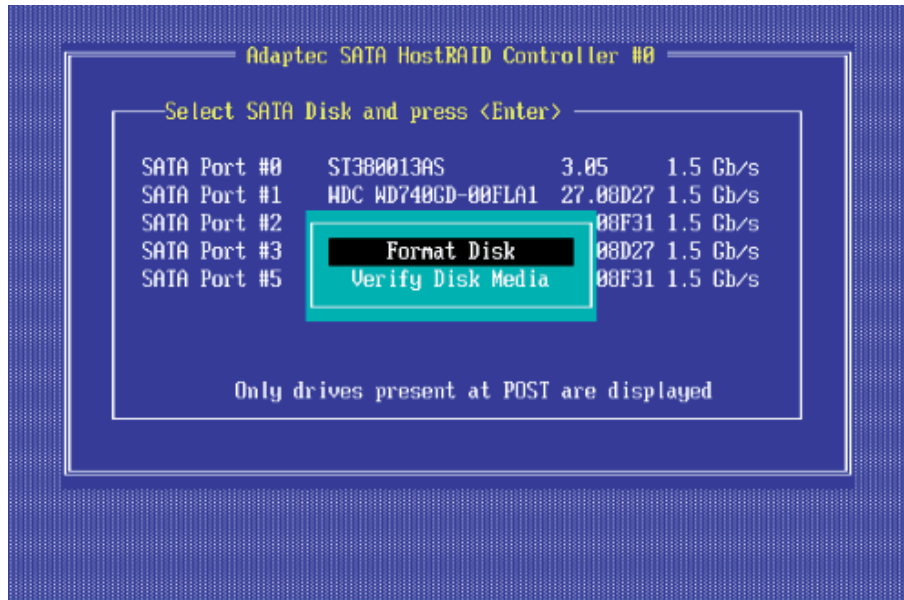 Adaptec SATA HostRAID Controller #0
Select SATA Disk and press <Enter>
SATA Port #0 ST380013AS 3.05 1.5 Gb/s
SATA Port #1 WDC WD740GD-00FLA1 27.08D27 1.5 Gb/s
SATA Port #2 08F31 1.5 Gb/s
SATA Port #3 08D27 1.5 Gb/s
SATA Port #5 08F31 1.5 Gb/s
Format Disk
Verify Disk Media
Only drives present at POST are displayed